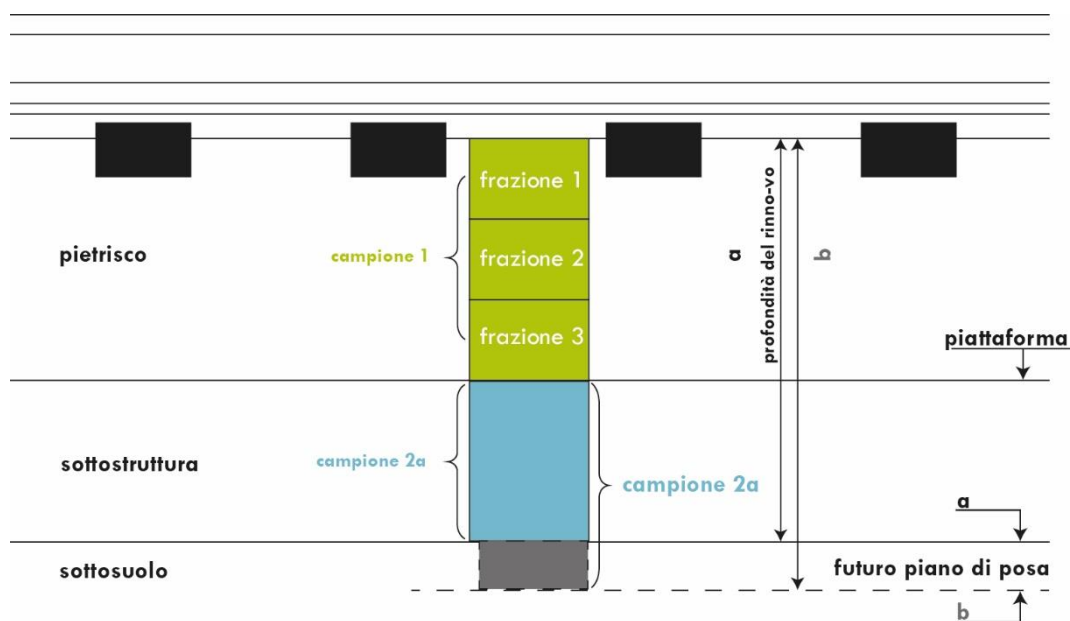 frazione 1
profondità del rinno-vo
a
b
pietrisco
campione 1
frazione 2
frazione 3
piattaforma
sottostruttura
campione 2a
campione 2a
a
sottosuolo
futuro piano di posa
b